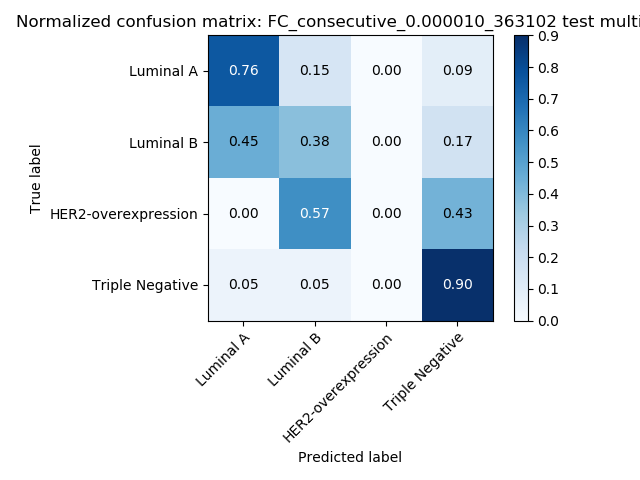 Normalized confusion matrix: FC_consecutive_0.000010_363102 test multi
Luminal A 0.76 0.15 0.00 0.09
Luminal B 0.45 0.38 0.00 0.17
HER2-overexpression 0.00 0.57 0.00 0.43
Triple Negative 0.05 0.05 0.00 0.90
True label
Luminal A
Luminal B
HER2-overexpression
Triple Negative
Predicted label
0.9
0.8
0.7
0.6
0.5
0.4
0.3
0.2
0.1
0.0